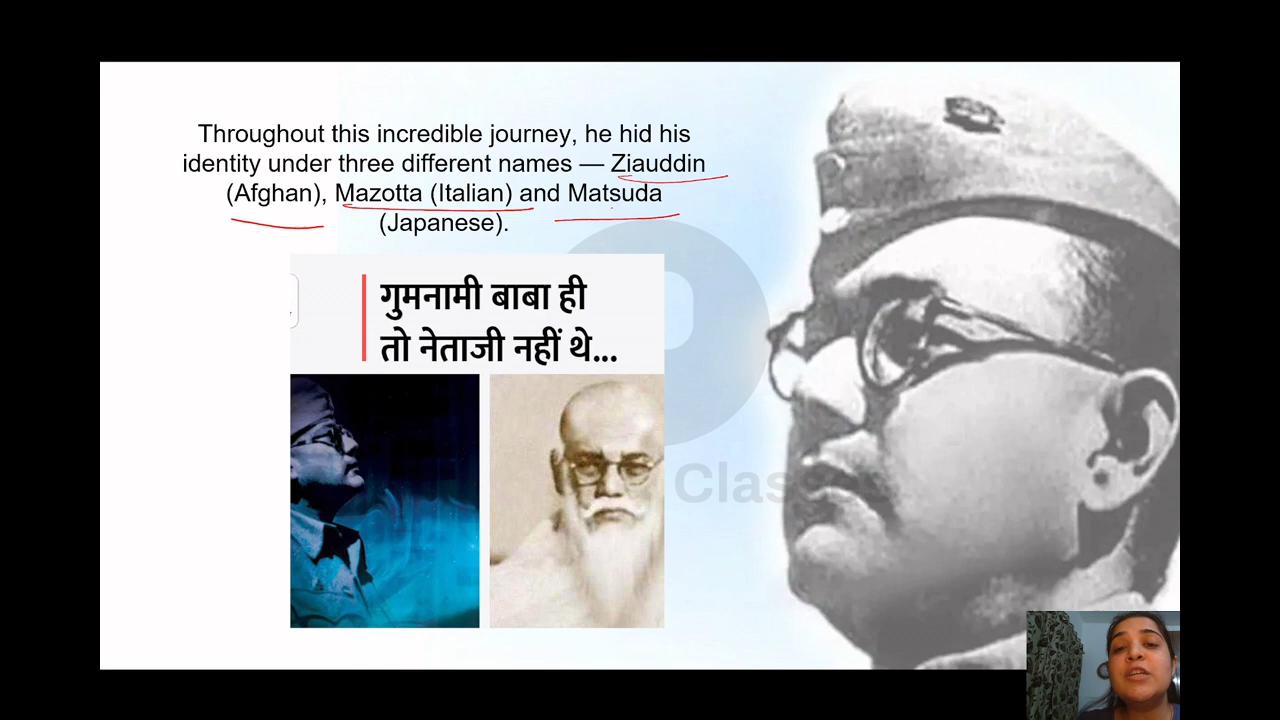 Throughout this incredible journey, he hid his
identity under three different names — Ziauddin
(Afghan), Mazotta (Italian) and Matsuda
(Japanese).
गुमनामी बाबा ही
तो नेताजी नहीं थे...